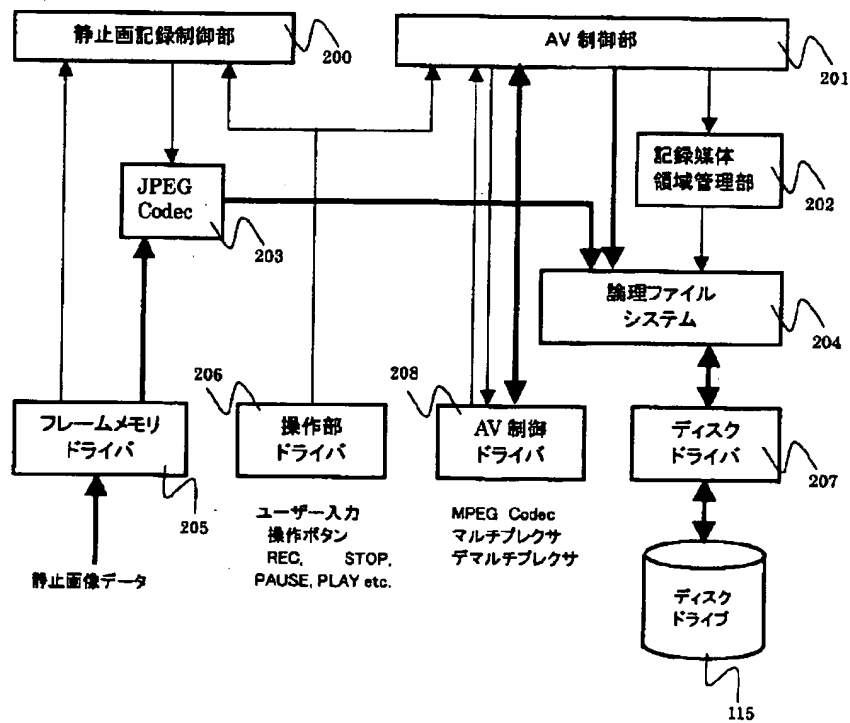 静止画記録制御部
200
AV 制御部
201
JPEG
Codec
203
記録媒体
領域管理部
202
論理ファイル
システム
204
フレームメモリ
ドライバ
205
206
操作部
ドライバ
208
AV 制御
ドライバ
ディスク
ドライバ
207
静止画像データ
ユーザー入力
操作ボタン
REC, STOP,
PAUSE, PLAY etc.
MPEG Codec
マルチプレクサ
デマルチプレクサ
ディスク
ドライブ
115